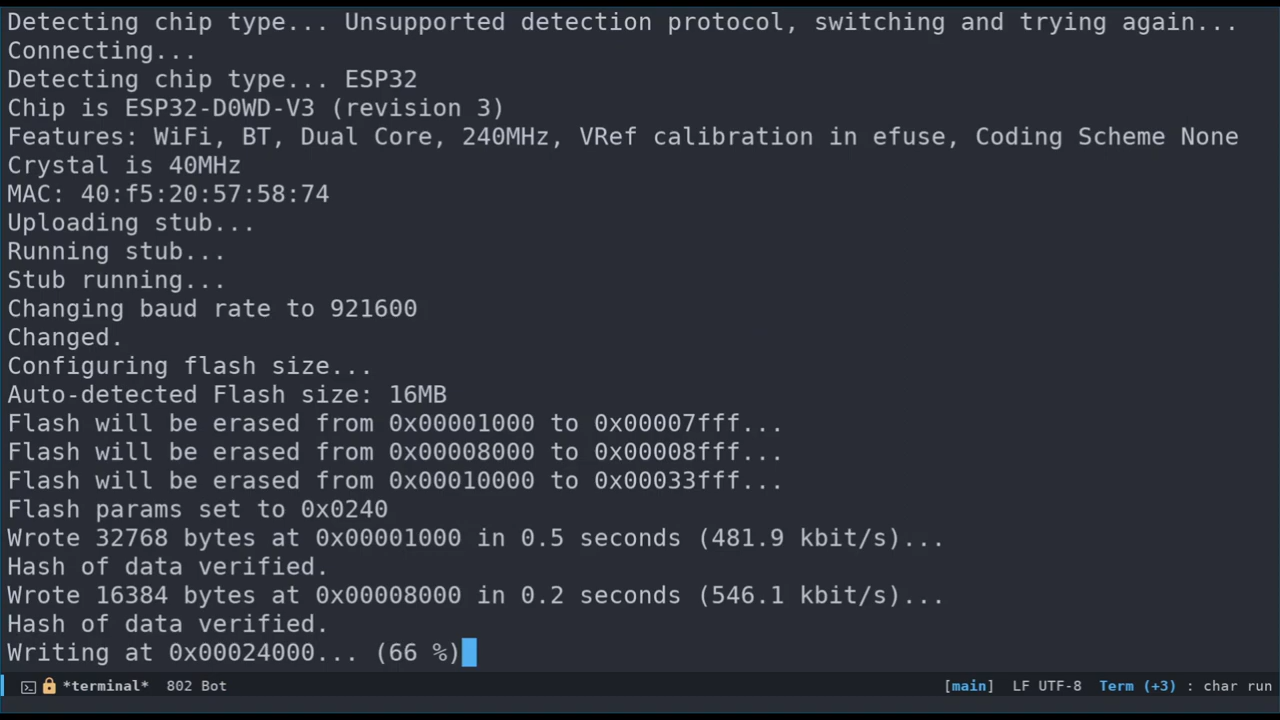 Detecting chip type... Unsupported detection protocol, switching and trying again...
Connecting...
Detecting chip type... ESP32
Chip is ESP32-D0WD-V3 (revision 3)
Features: WiFi, BT, Dual Core, 240MHz, VRef calibration in efuse, Coding Scheme None
Crystal is 40MHz
MAC: 40:f5:20:57:58:74
Uploading stub...
Running stub...
Stub running...
Changing baud rate to 921600
Changed.
Configuring flash size...
Auto-detected Flash size: 16MB
Flash will be erased from 0x00001000 to 0x00007fff...
Flash will be erased from 0x00008000 to 0x00008fff...
Flash will be erased from 0x00010000 to 0x00033fff...
Flash params set to 0x0240
Wrote 32768 bytes at 0x00001000 in 0.5 seconds (481.9 kbit/s)...
Hash of data verified.
Wrote 16384 bytes at 0x00008000 in 0.2 seconds (546.1 kbit/s)...
Hash of data verified.
Writing at 0x00024000... (66 %)
*terminal* 802 Bot [main] LF UTF-8 Term (+3) : char run